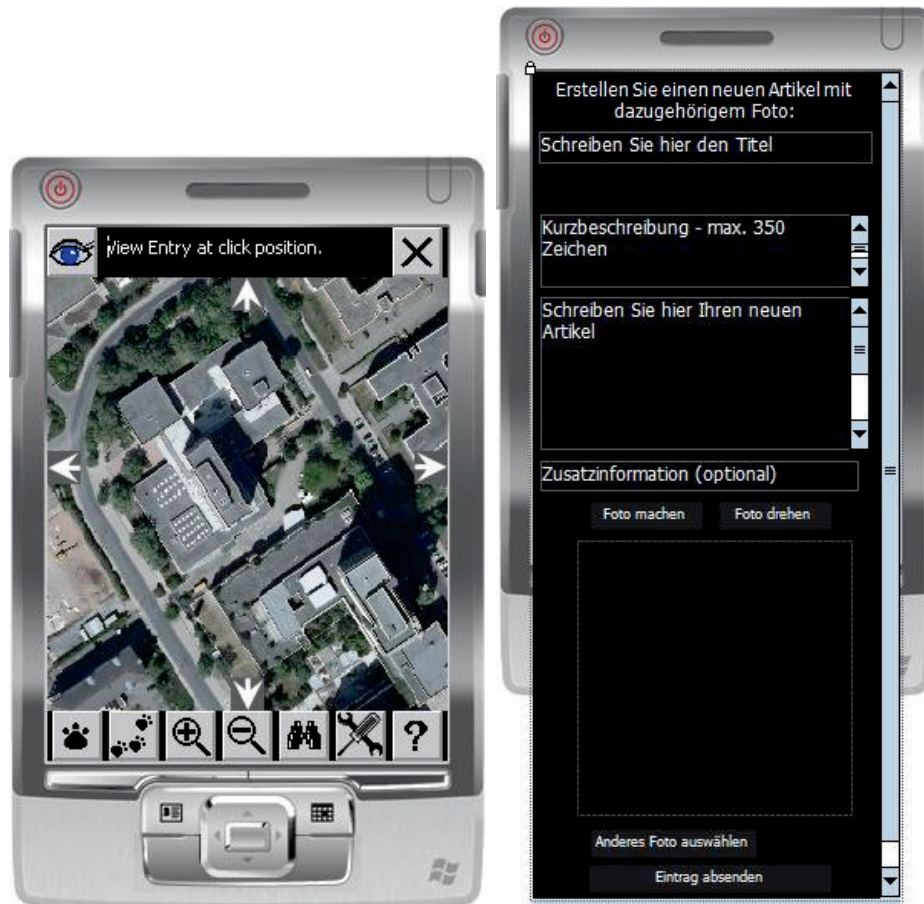 View Entry at click position.
Erstellen Sie einen neuen Artikel mit
dazugehörigem Foto:
Schreiben Sie hier den Titel
Kurzbeschreibung - max. 350
Zeichen
Schreiben Sie hier Ihren neuen
Artikel
Zusatzinformation (optional)
Foto machen
Foto drehen
Anderes Foto auswählen
Eintrag absenden